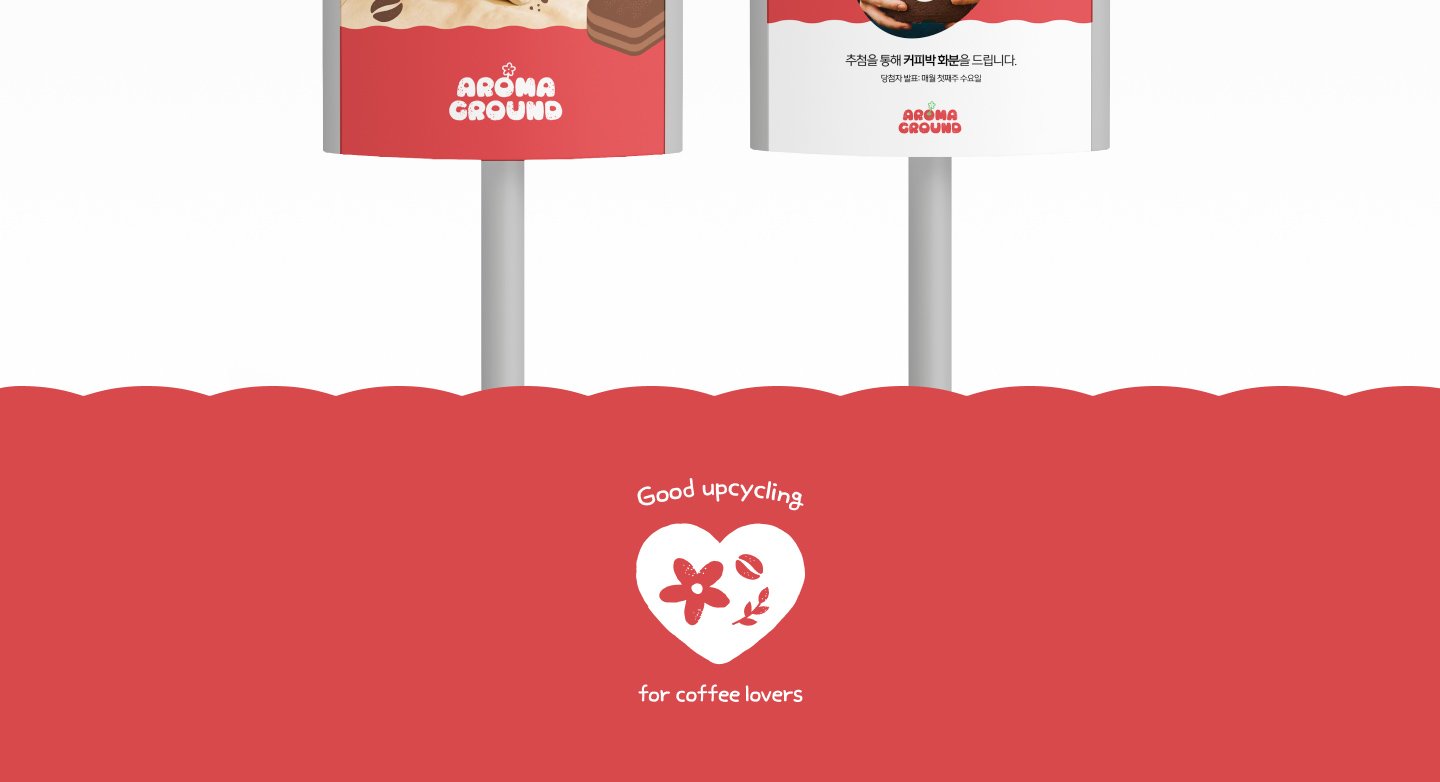 AROMA
GROUND
추첨을 통해 커피박 화분을 드립니다.
당첨자 발표: 매월 첫째주 수요일
AROMA
GROUND
Good upcycling
for coffee lovers